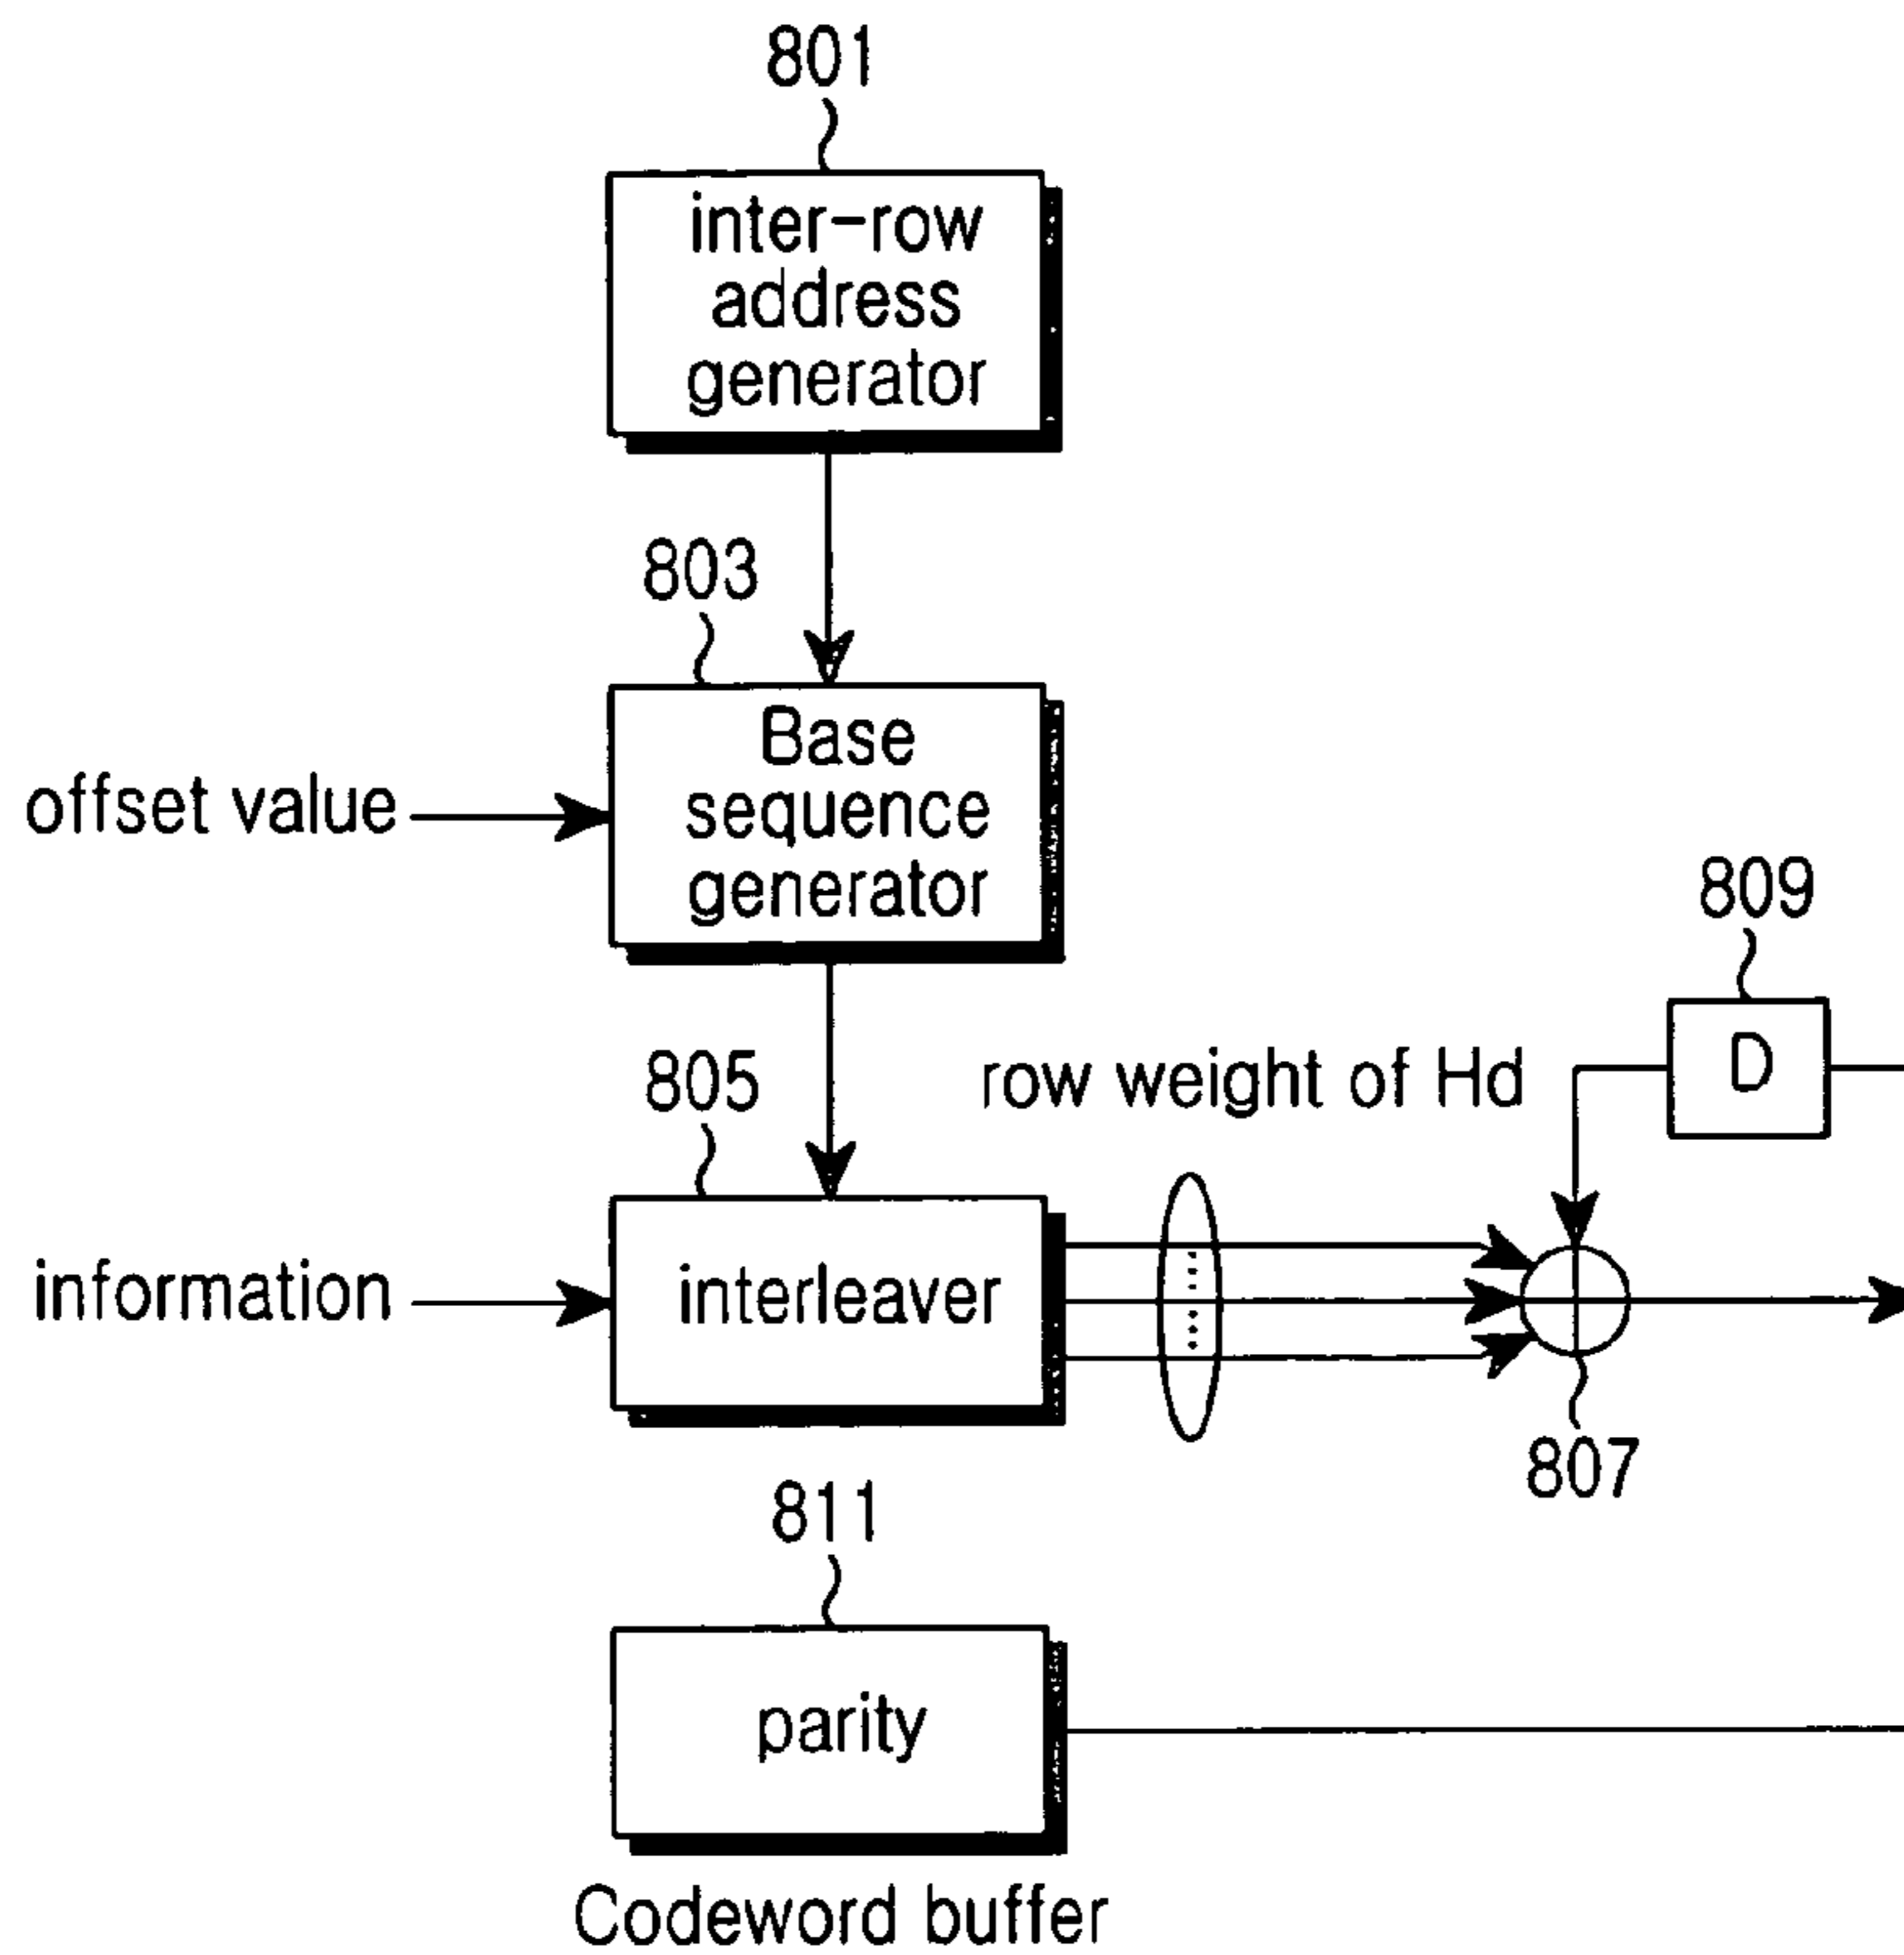 801
inter-row
address
generator
803
Base
sequence
generator
offset value
809
D
805
row weight of Hd
information
interleaver
807
811
parity
Codeword buffer